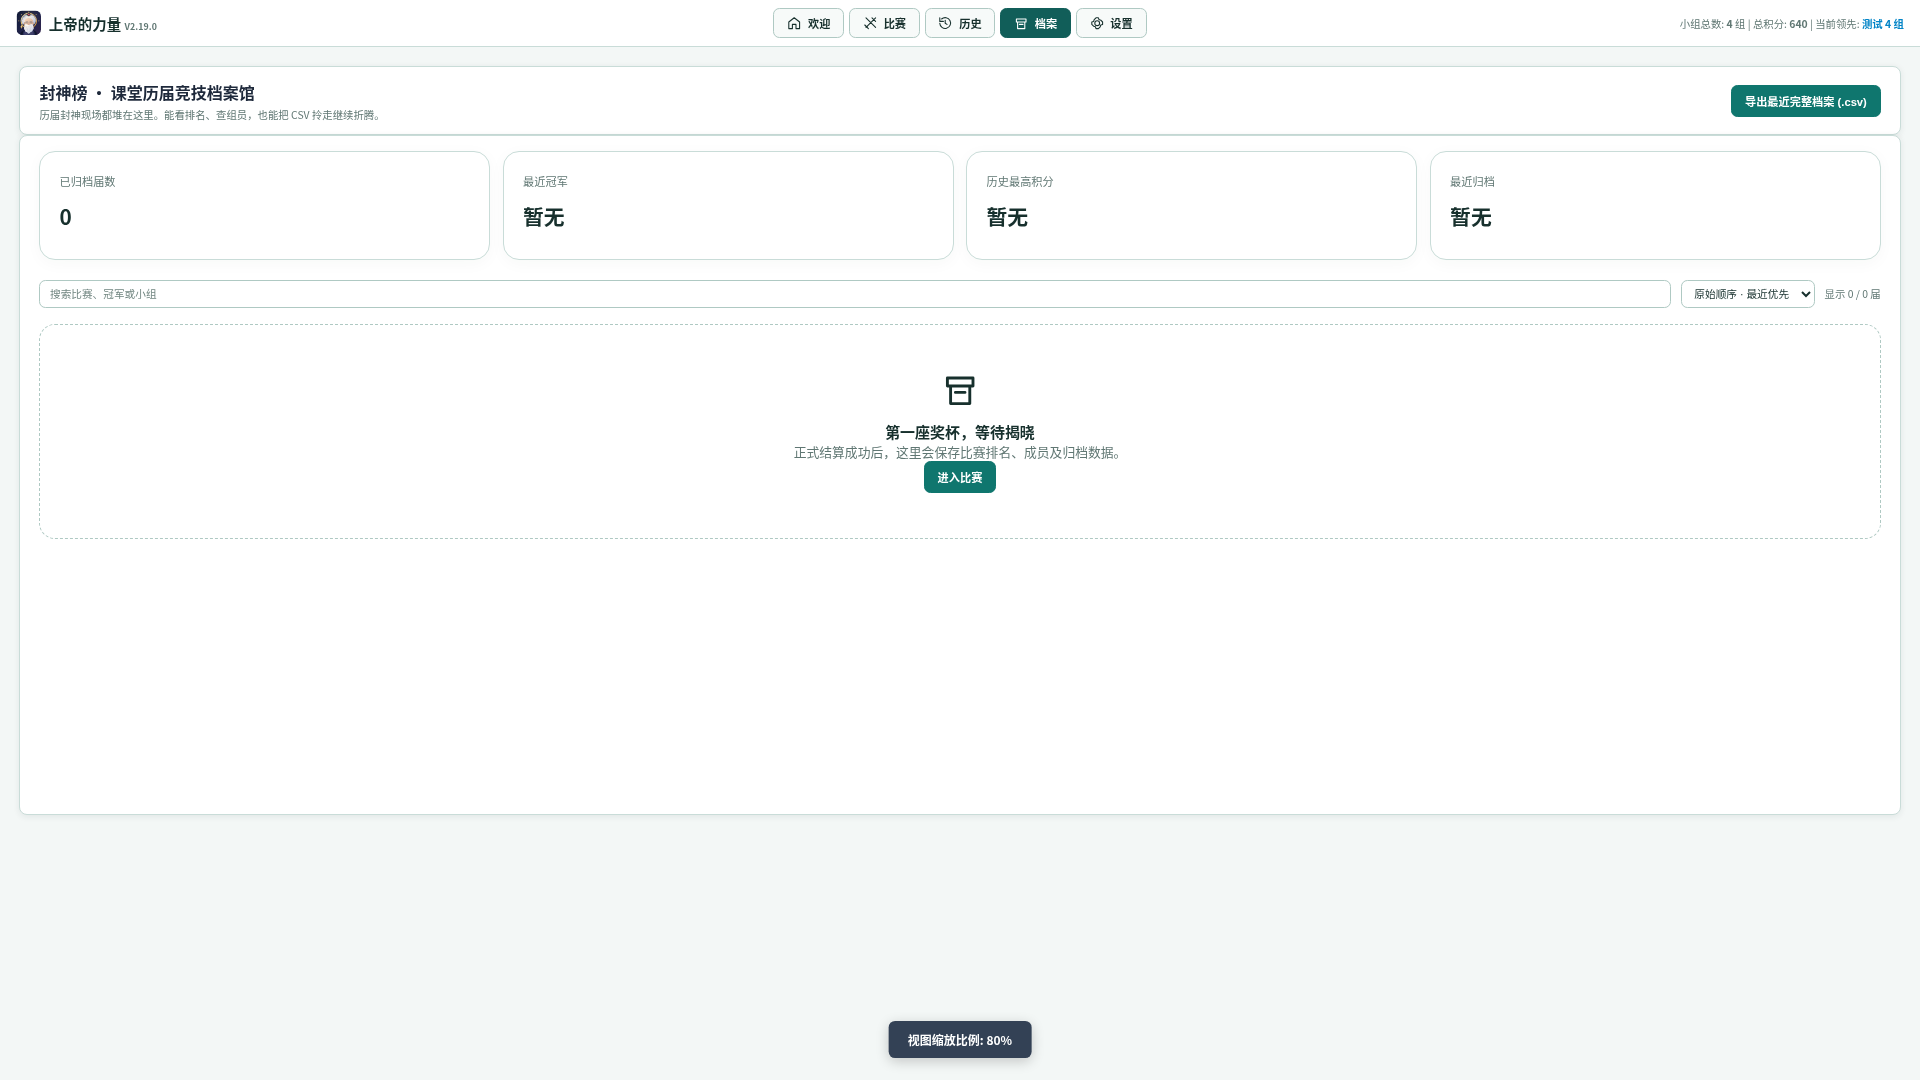 上帝的力量 V2.19.0
欢迎
比赛
历史
档案
设置
小组总数: 4 组 | 总积分: 640 | 当前领先: 测试 4 组
封神榜 · 课堂历届竞技档案馆
历届封神现场都堆在这里。能看排名、查组员，也能把 CSV 拎走继续折腾。
导出最近完整档案 (.csv)
已归档届数
0
最近冠军
暂无
历史最高积分
暂无
最近归档
暂无
搜索比赛、冠军或小组
原始顺序 · 最近优先
显示 0 / 0 届
第一座奖杯，等待揭晓
正式结算成功后，这里会保存比赛排名、成员及归档数据。
进入比赛
视图缩放比例: 80%